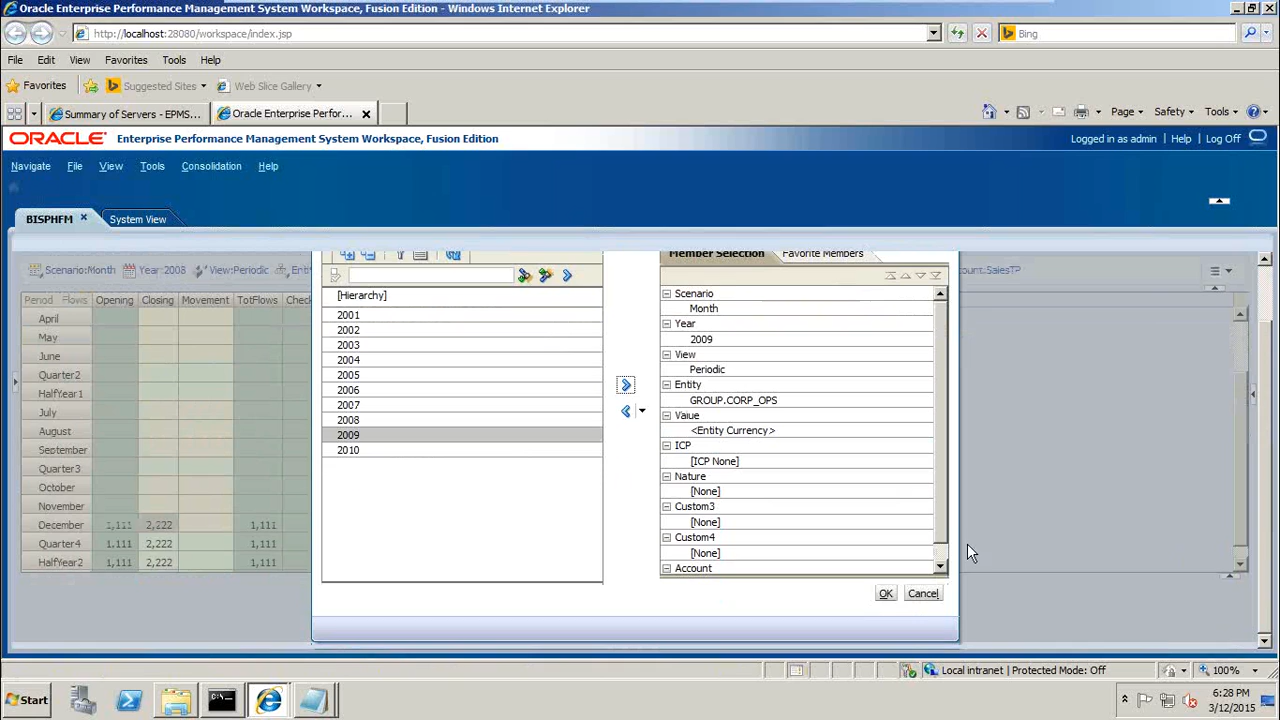 Oracle Enterprise Performance Management System Workspace, Fusion Edition - Windows Internet Explorer
http://localhost:28080/workspace/index.jsp
Bing
File Edit View Favorites Tools Help
Favorites Suggested Sites Web Slice Gallery
Summary of Servers - EPMS... Oracle Enterprise Perfor... Page Safety Tools
ORACLE Enterprise Performance Management System Workspace, Fusion Edition Logged in as admin | Help | Log Off
Navigate File View Tools Consolidation Help
BISPHFM System View
Member Selection Favorite Members
Scenario:Month Year 2008 View:Periodic Enti count.SalesTP
Period Flows Opening Closing Movement TotFlows Check
April
May
June
Quarter2
HalfYear1
July
August
September
Quarter3
October
November
December 1,111 2,222 1,111
Quarter4 1,111 2,222 1,111
HalfYear2 1,111 2,222 1,111
[Hierarchy]
2001
2002
2003
2004
2005
2006
2007
2008
2009
2010
Scenario
Month
Year
2009
View
Periodic
Entity
GROUP.CORP_OPS
Value
<Entity Currency>
ICP
[ICP None]
Nature
[None]
Custom3
[None]
Custom4
[None]
Account
OK Cancel
Local intranet | Protected Mode: Off 100%
Start 6:28 PM
3/12/2015